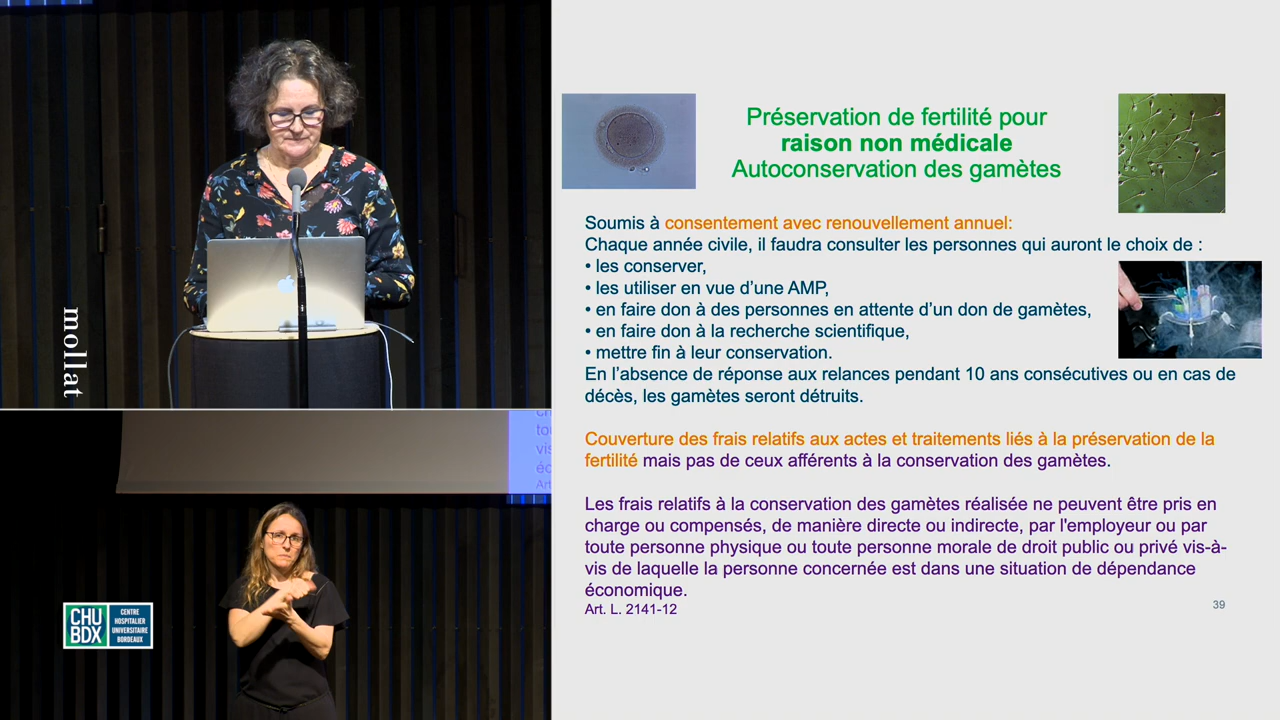 Préservation de fertilité pour
raison non médicale
Autoconservation des gamètes
Soumis à consentement avec renouvellement annuel:
Chaque année civile, il faudra consulter les personnes qui auront le choix de :
• les conserver,
• les utiliser en vue d’une AMP,
• en faire don à des personnes en attente d’un don de gamètes,
• en faire don à la recherche scientifique,
• mettre fin à leur conservation.
En l’absence de réponse aux relances pendant 10 ans consécutives ou en cas de
décès, les gamètes seront détruits.
Couverture des frais relatifs aux actes et traitements liés à la préservation de la
fertilité mais pas de ceux afférents à la conservation des gamètes.
Les frais relatifs à la conservation des gamètes réalisée ne peuvent être pris en
charge ou compensés, de manière directe ou indirecte, par l'employeur ou par
toute personne physique ou toute personne morale de droit public ou privé vis-à-
vis de laquelle la personne concernée est dans une situation de dépendance
économique.
Art. L. 2141-12
39
mollat
ch
tou
vis
éc
Art
CHU
BDX
CENTRE
HOSPITALIER
UNIVERSITAIRE
BORDEAUX